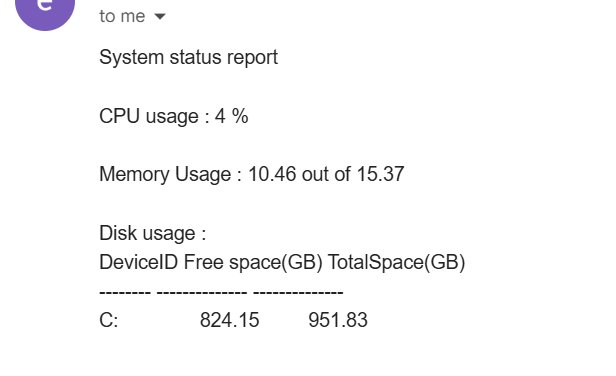 e
to me
System status report
CPU usage : 4 %
Memory Usage : 10.46 out of 15.37
Disk usage :
DeviceID Free space(GB) TotalSpace(GB)
-------- -------------- --------------
C: 824.15 951.83